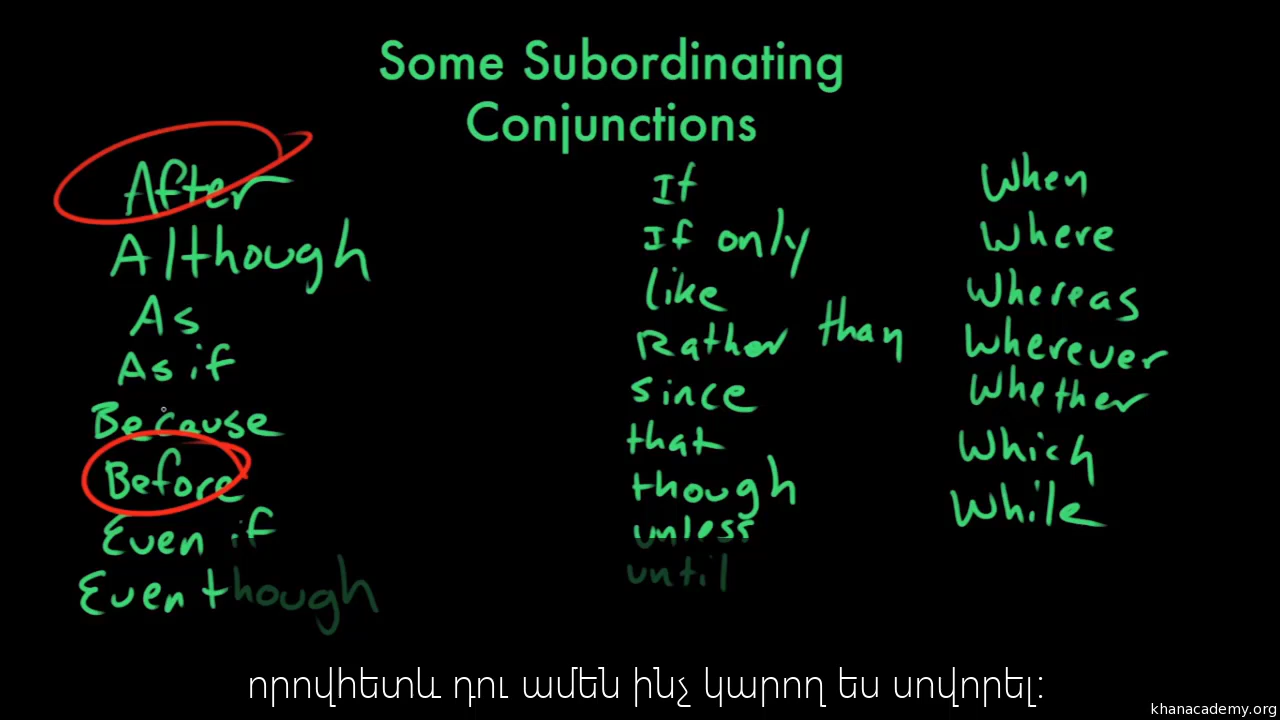 Some Subordinating
Conjunctions
After
Although
As
As if
Because
Before
Even if
Even though
If
If only
like
Rather than
since
that
though
unless
until
When
Where
Whereas
Wherever
Whether
Which
While
որովհետև դու ամեն ինչ կարող ես սովորել։
khanacademy.org